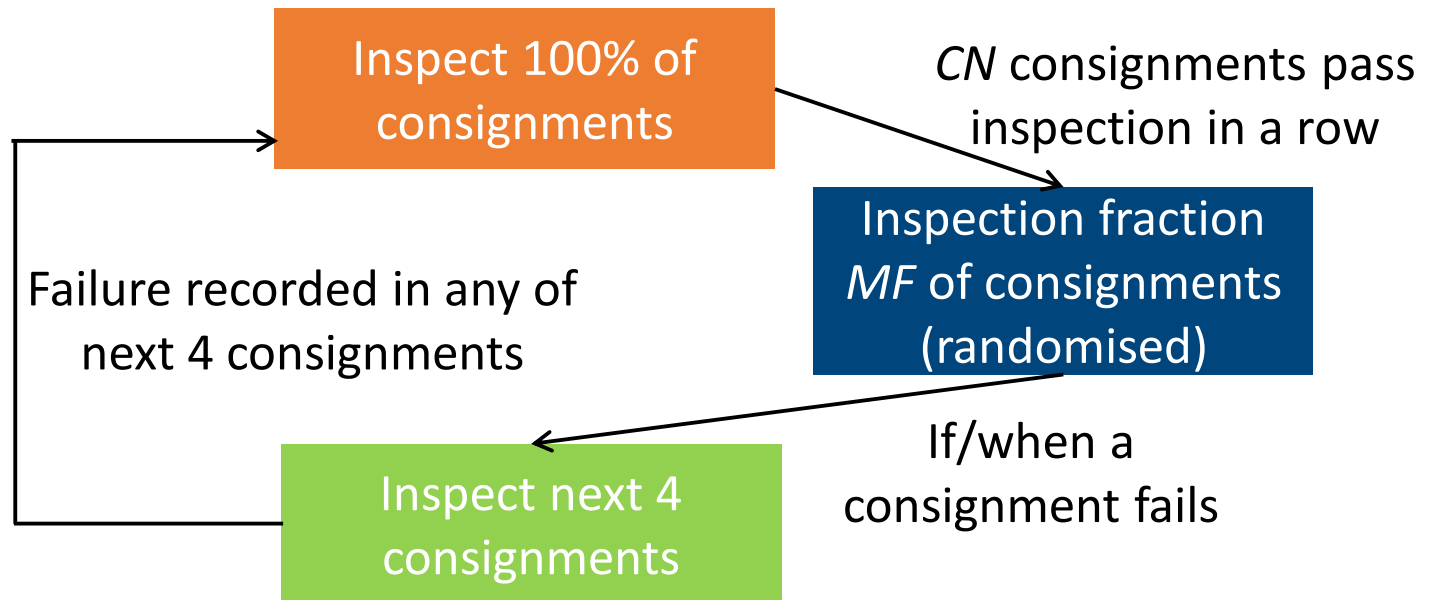 Inspect 100% of
consignments
CN consignments pass
inspection in a row
Inspection fraction
MF of consignments
(randomised)
Failure recorded in any of
next 4 consignments
If/when a
consignment fails
Inspect next 4
consignments